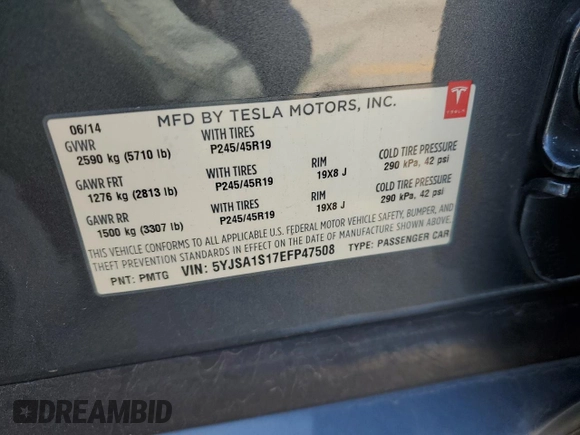 06/14
MFD BY TESLA MOTORS, INC.
TESLA
GVWR
2590 kg (5710 lb)
WITH TIRES
P245/45R19
GAWR FRT
1276 kg (2813 lb)
WITH TIRES
P245/45R19
RIM
19X8 J
COLD TIRE PRESSURE
290 kPa, 42 psi
GAWR RR
1500 kg (3307 lb)
WITH TIRES
P245/45R19
RIM
19X8 J
COLD TIRE PRESSURE
290 kPa, 42 psi
THIS VEHICLE CONFORMS TO ALL APPLICABLE U.S. FEDERAL MOTOR VEHICLE SAFETY, BUMPER, AND
THEFT PREVENTION STANDARDS IN EFFECT ON THE DATE OF MANUFACTURE SHOWN ABOVE.
PNT: PMTG VIN: 5YJSA1S17EFP47508 TYPE: PASSENGER CAR
DREAMBID